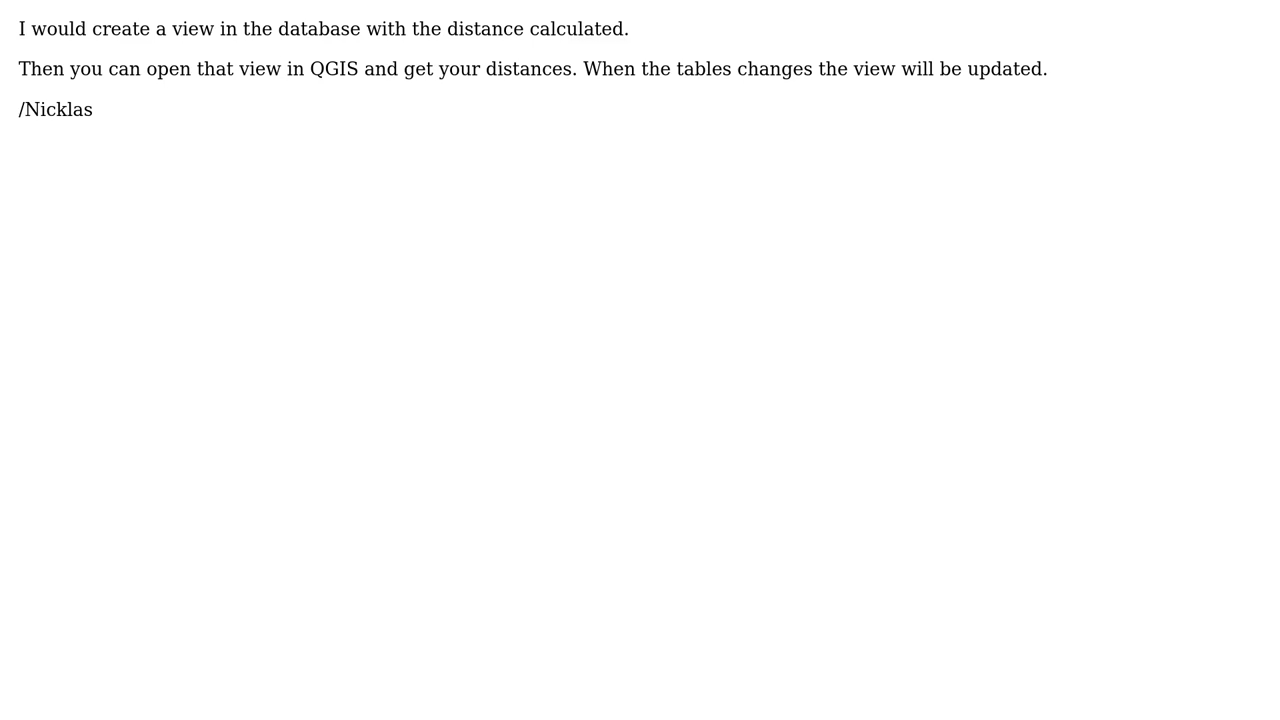 I would create a view in the database with the distance calculated.
Then you can open that view in QGIS and get your distances. When the tables changes the view will be updated.
/Nicklas